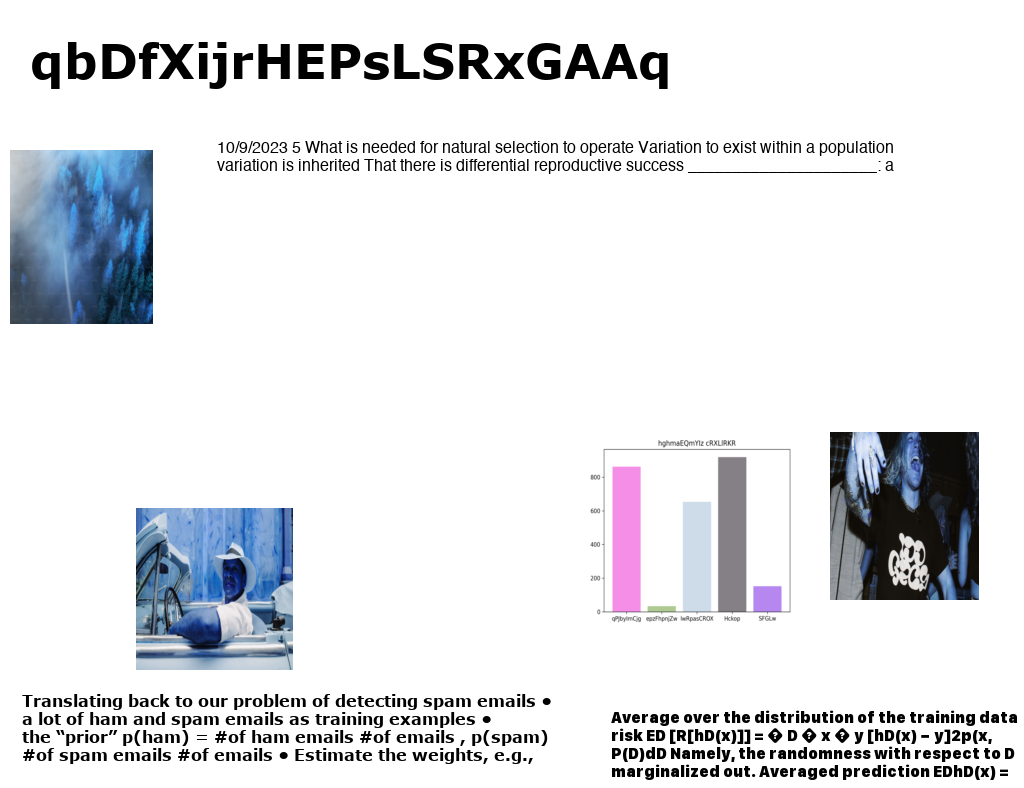 qbDfXijrHEPsLSRxGAAq
10/9/2023 5 What is needed for natural selection to operate Variation to exist within a population
variation is inherited That there is differential reproductive success _____________________: a
hghmaEQmYIz cRXLlRKR
800
600
400
200
0
qPJbyImCjg epzFhpnjZw lwRpasCROX Hckop SFGLw
Translating back to our problem of detecting spam emails ●
a lot of ham and spam emails as training examples ●
the “prior” p(ham) = #of ham emails #of emails , p(spam)
#of spam emails #of emails ● Estimate the weights, e.g.,
Average over the distribution of the training data
risk ED [R[hD(x)]] = � D � x � y [hD(x) − y]2p(x,
P(D)dD Namely, the randomness with respect to D
marginalized out. Averaged prediction EDhD(x) =